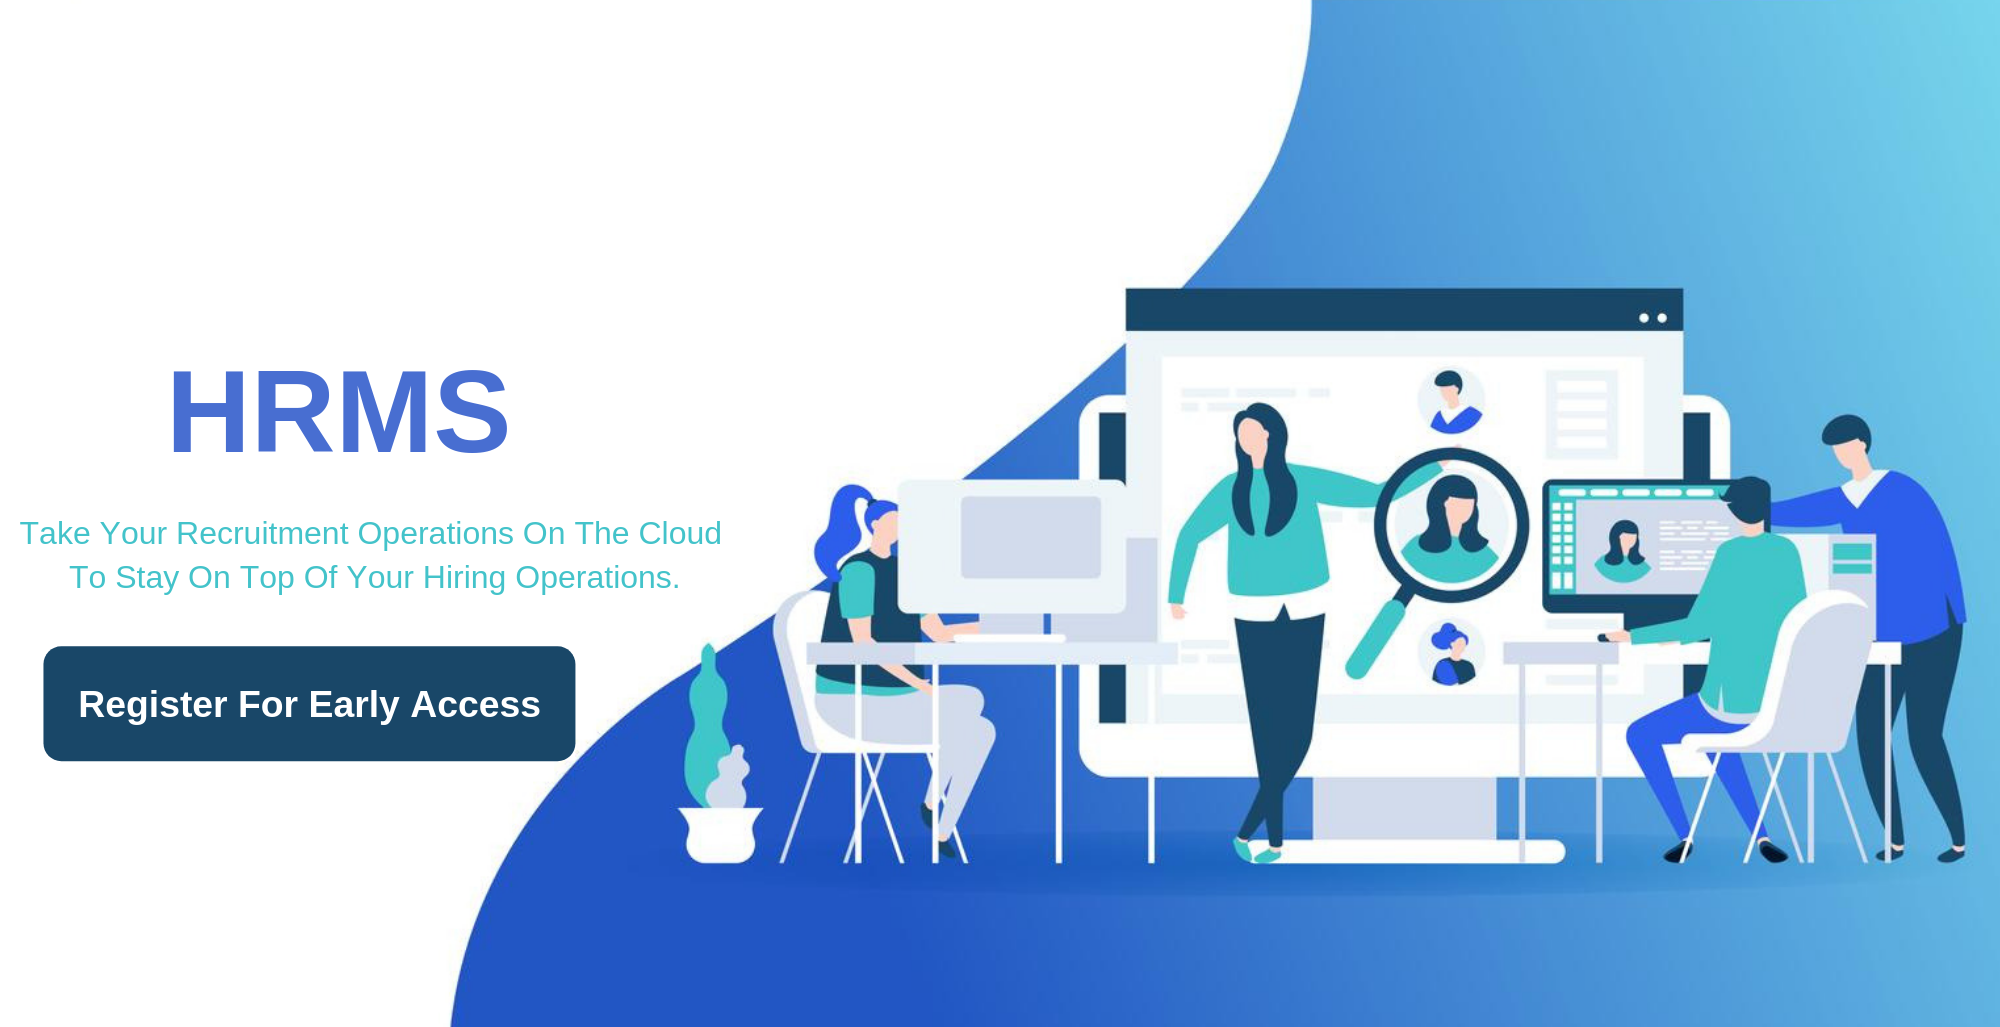 HRMS
Take Your Recruitment Operations On The Cloud
To Stay On Top Of Your Hiring Operations.
Register For Early Access